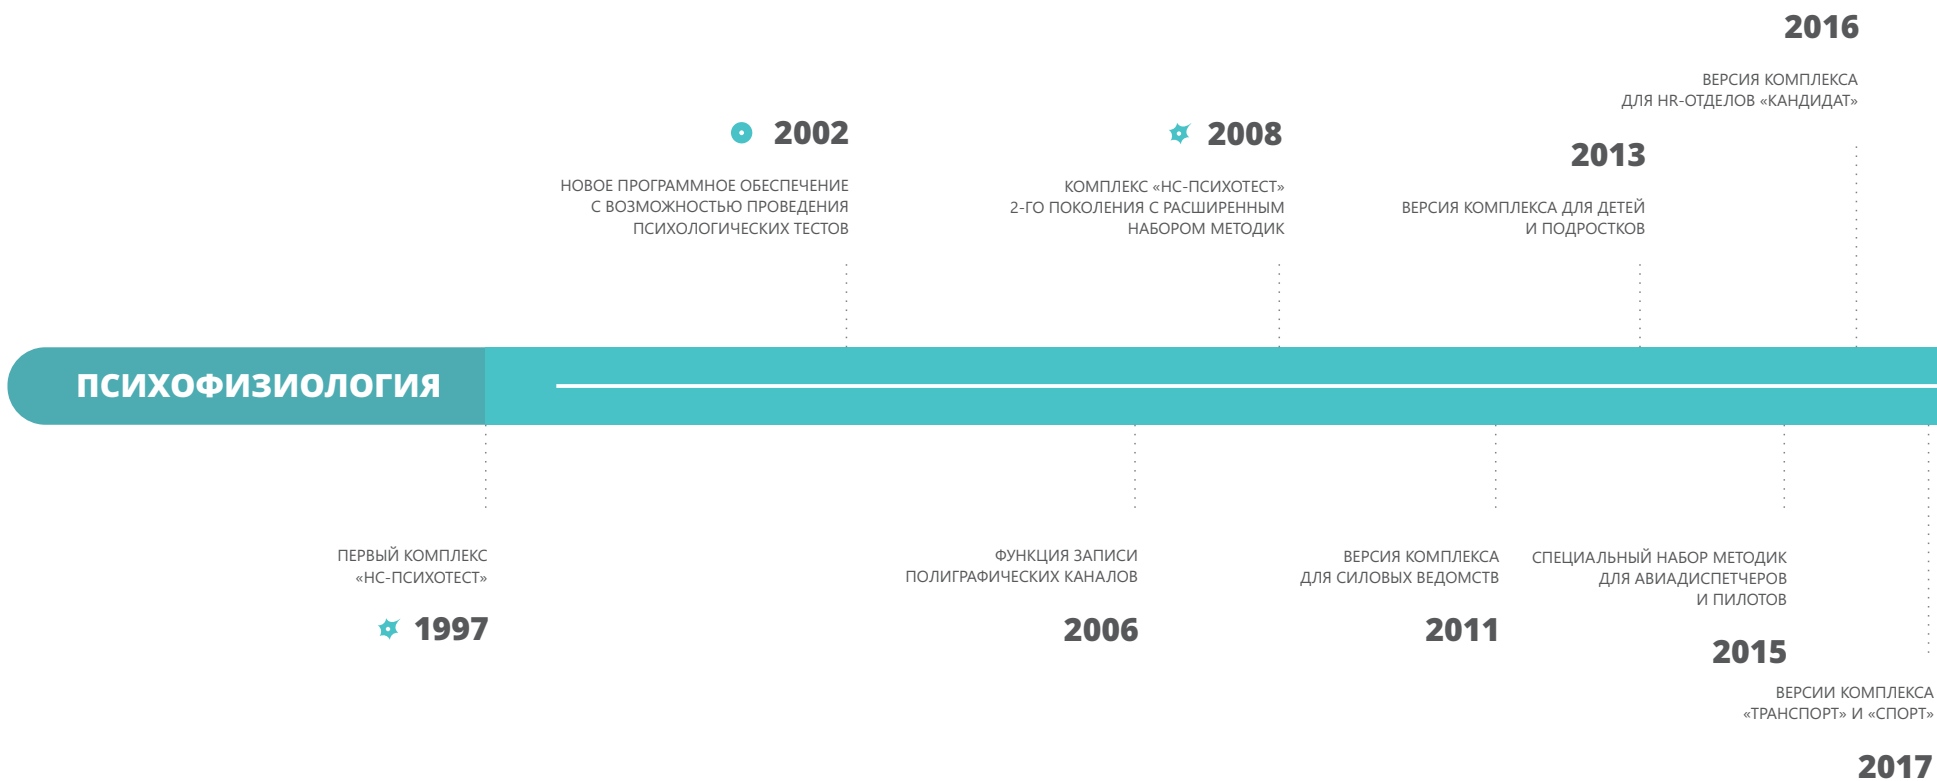 2016
ВЕРСИЯ КОМПЛЕКСА
ДЛЯ HR-ОТДЕЛОВ «КАНДИДАТ»
2002
НОВОЕ ПРОГРАММНОЕ ОБЕСПЕЧЕНИЕ
С ВОЗМОЖНОСТЬЮ ПРОВЕДЕНИЯ
ПСИХОЛОГИЧЕСКИХ ТЕСТОВ
2008
КОМПЛЕКС «НС-ПСИХОТЕСТ»
2-ГО ПОКОЛЕНИЯ С РАСШИРЕННЫМ
НАБОРОМ МЕТОДИК
2013
ВЕРСИЯ КОМПЛЕКСА ДЛЯ ДЕТЕЙ
И ПОДРОСТКОВ
ПСИХОФИЗИОЛОГИЯ
ПЕРВЫЙ КОМПЛЕКС
«НС-ПСИХОТЕСТ»
1997
ФУНКЦИЯ ЗАПИСИ
ПОЛИГРАФИЧЕСКИХ КАНАЛОВ
2006
ВЕРСИЯ КОМПЛЕКСА
ДЛЯ СИЛОВЫХ ВЕДОМСТВ
2011
СПЕЦИАЛЬНЫЙ НАБОР МЕТОДИК
ДЛЯ АВИАДИСПЕТЧЕРОВ
И ПИЛОТОВ
2015
ВЕРСИИ КОМПЛЕКСА
«ТРАНСПОРТ» И «СПОРТ»
2017